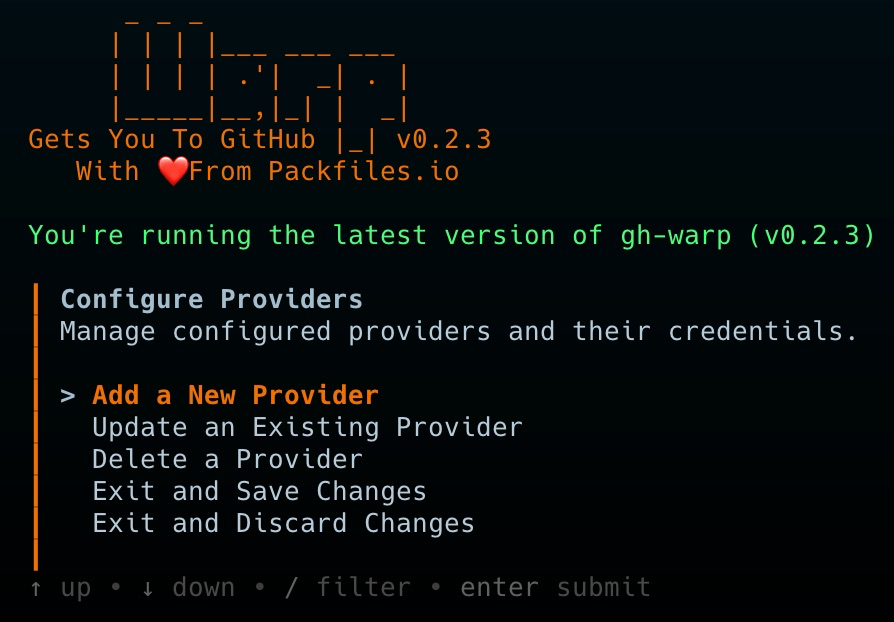 _ _ _
| | | |___ ___ ___
| | | | .'|  _| . |
|_____|__,|_| |  _|
Gets You To GitHub |_| v0.2.3
With ❤️From Packfiles.io
You're running the latest version of gh-warp (v0.2.3)
Configure Providers
Manage configured providers and their credentials.
> Add a New Provider
Update an Existing Provider
Delete a Provider
Exit and Save Changes
Exit and Discard Changes
↑ up • ↓ down • / filter • enter submit